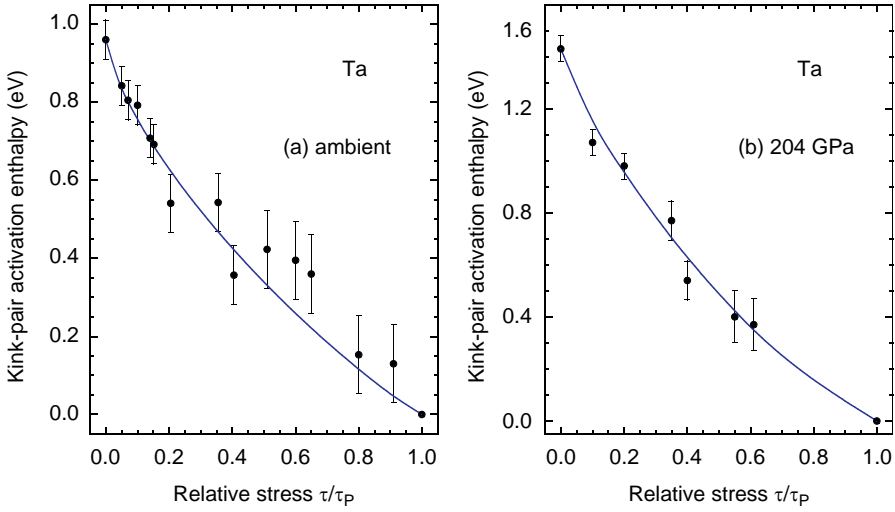 1.0
0.8
0.6
0.4
0.2
0.0
Kink-pair activation enthalpy (eV)
Ta
(a) ambient
0.0 0.2 0.4 0.6 0.8 1.0
Relative stress τ/τP
1.6
1.2
0.8
0.4
0.0
Kink-pair activation enthalpy (eV)
Ta
(b) 204 GPa
0.0 0.2 0.4 0.6 0.8 1.0
Relative stress τ/τP